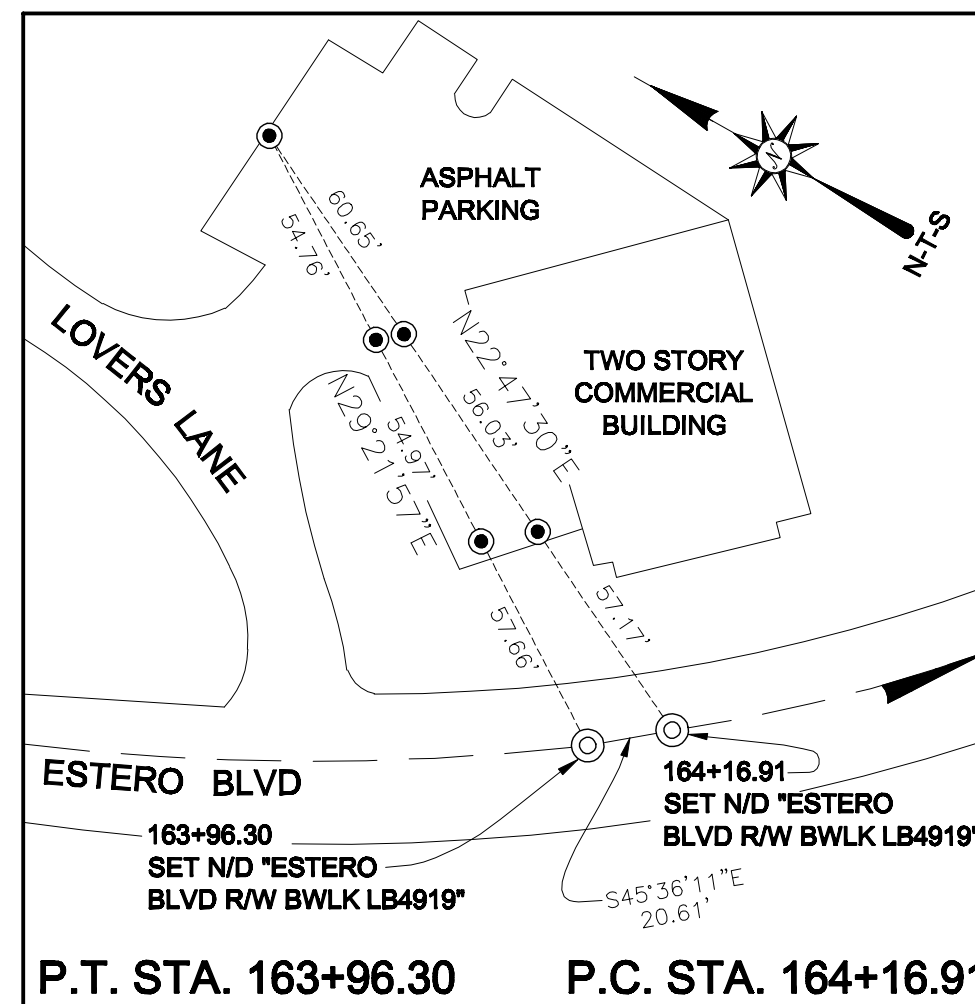 ASPHALT
PARKING
N
N-T-S
60.65'
54.76'
LOVERS LANE
N22°47'30"E
56.03'
N29°21'57"E
54.97'
TWO STORY
COMMERCIAL
BUILDING
57.66'
57.17'
ESTERO BLVD
164+16.91
SET N/D "ESTERO
BLVD R/W BWLK LB4919"
163+96.30
SET N/D "ESTERO
BLVD R/W BWLK LB4919"
S45°36'11"E
20.61'
P.T. STA. 163+96.30
P.C. STA. 164+16.91